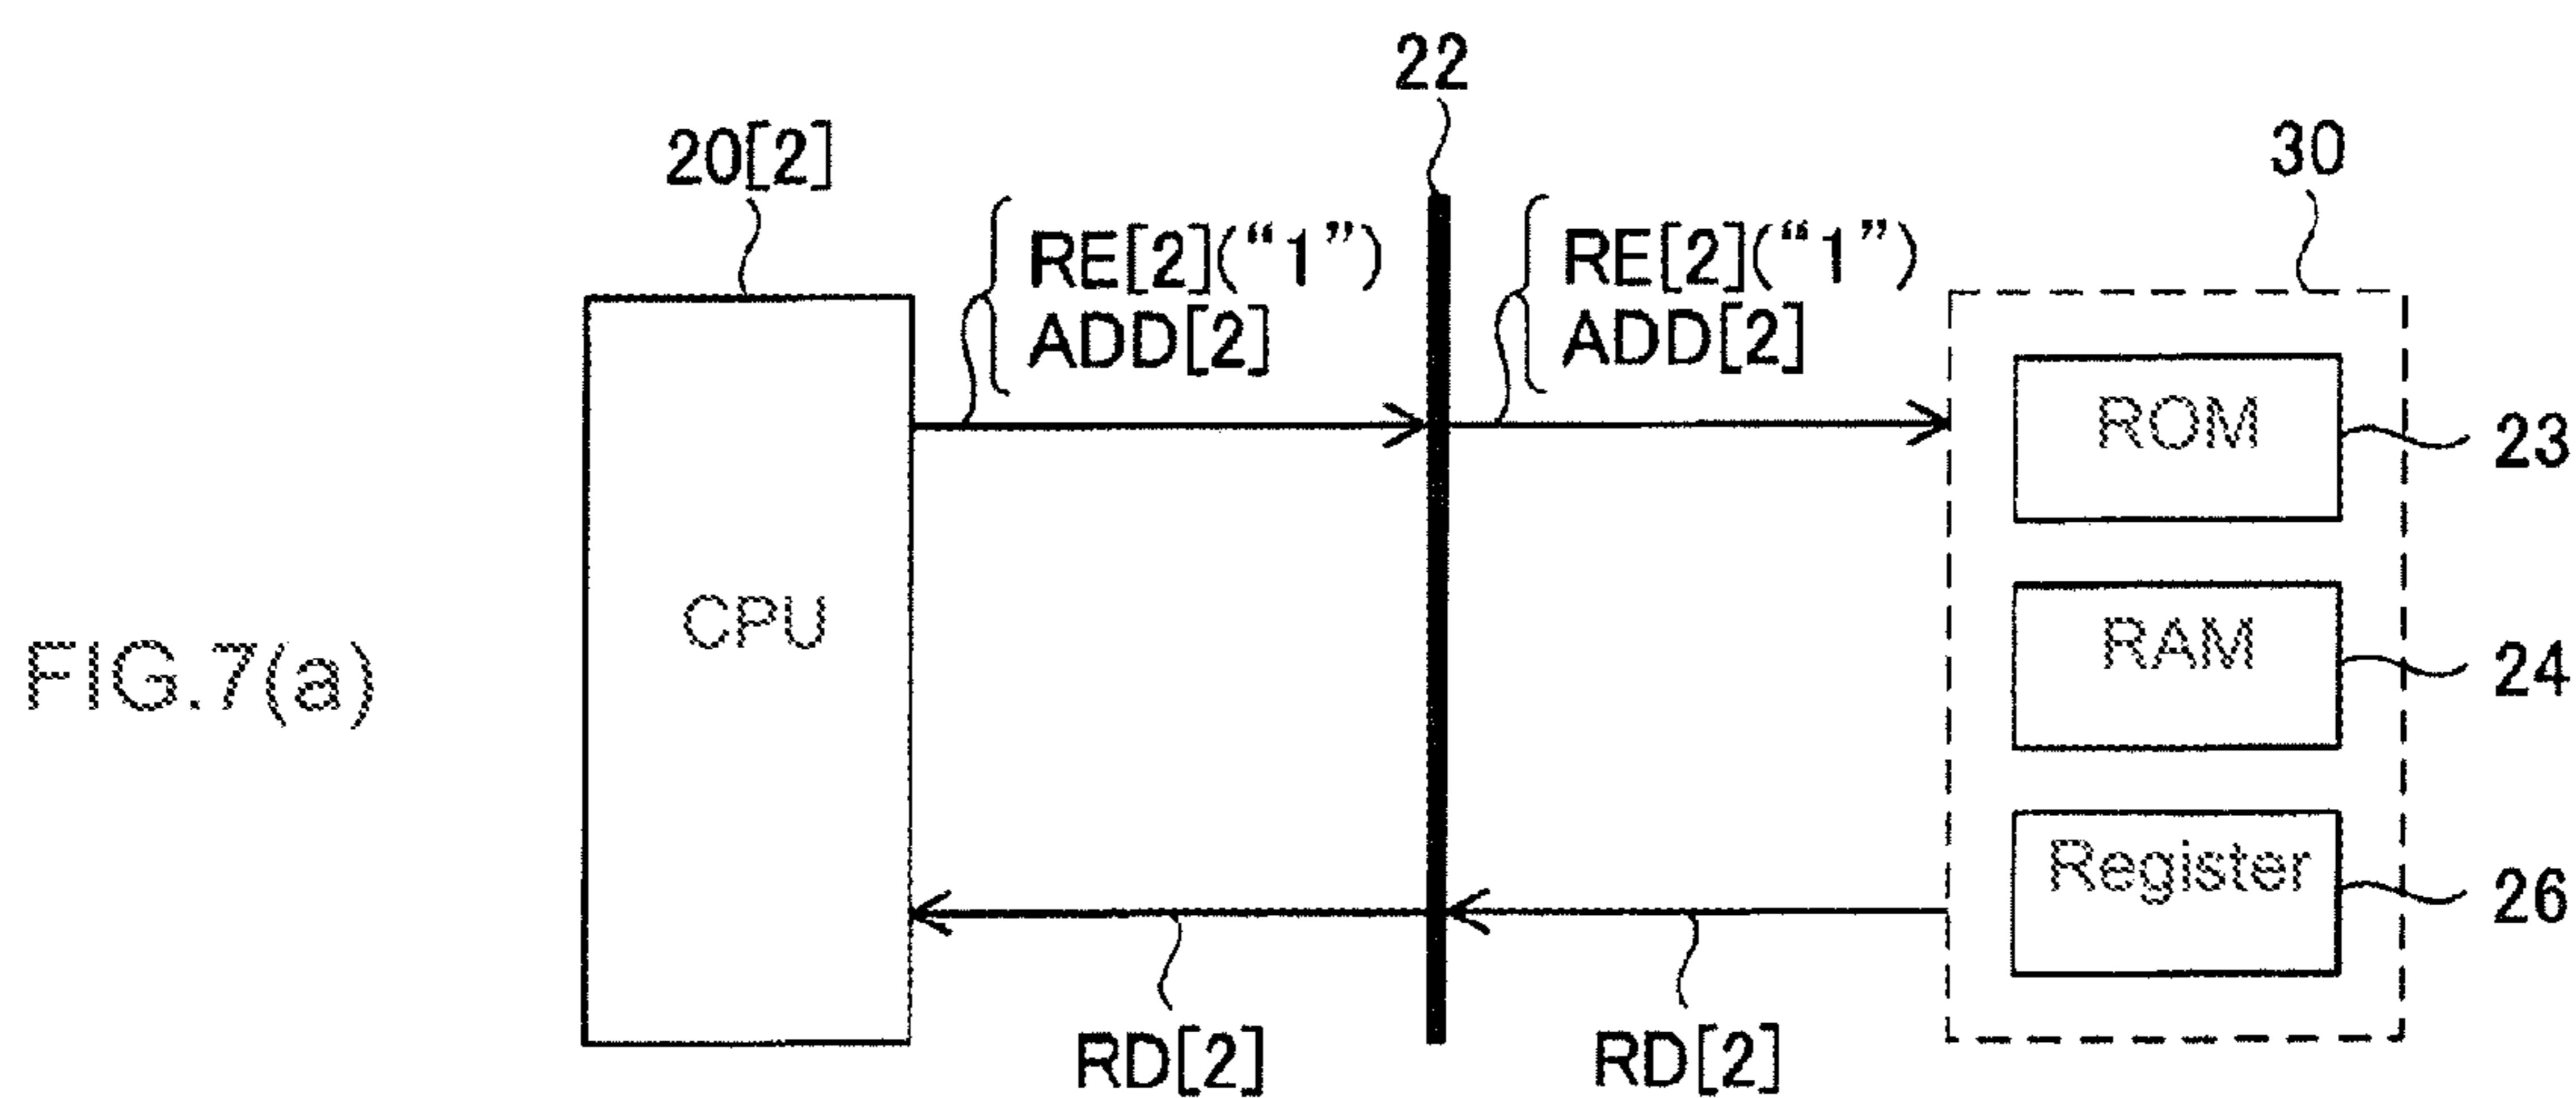 22
20[2]
30
RE[2](“1”)
ADD[2]
RE[2](“1”)
ADD[2]
ROM
23
CPU
RAM
24
FIG.7(a)
Register
26
RD[2]
RD[2]